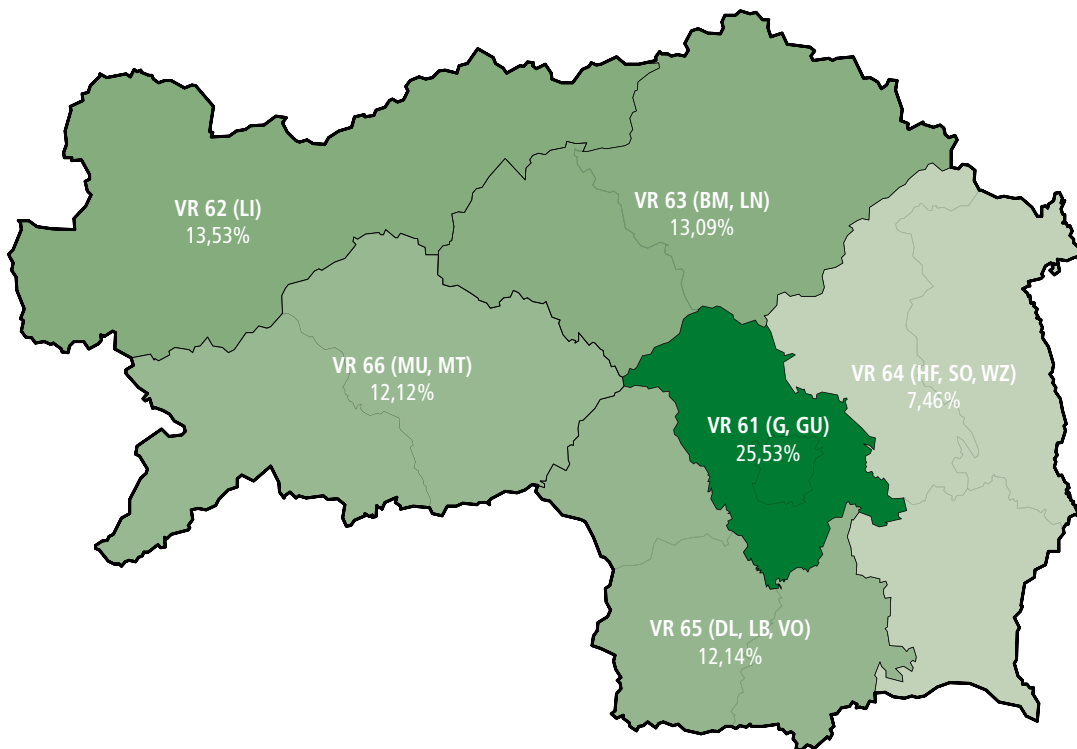 VR 62 (LI)
13,53%
VR 63 (BM, LN)
13,09%
VR 66 (MU, MT)
12,12%
VR 64 (HF, SO, WZ)
7,46%
VR 61 (G, GU)
25,53%
VR 65 (DL, LB, VO)
12,14%